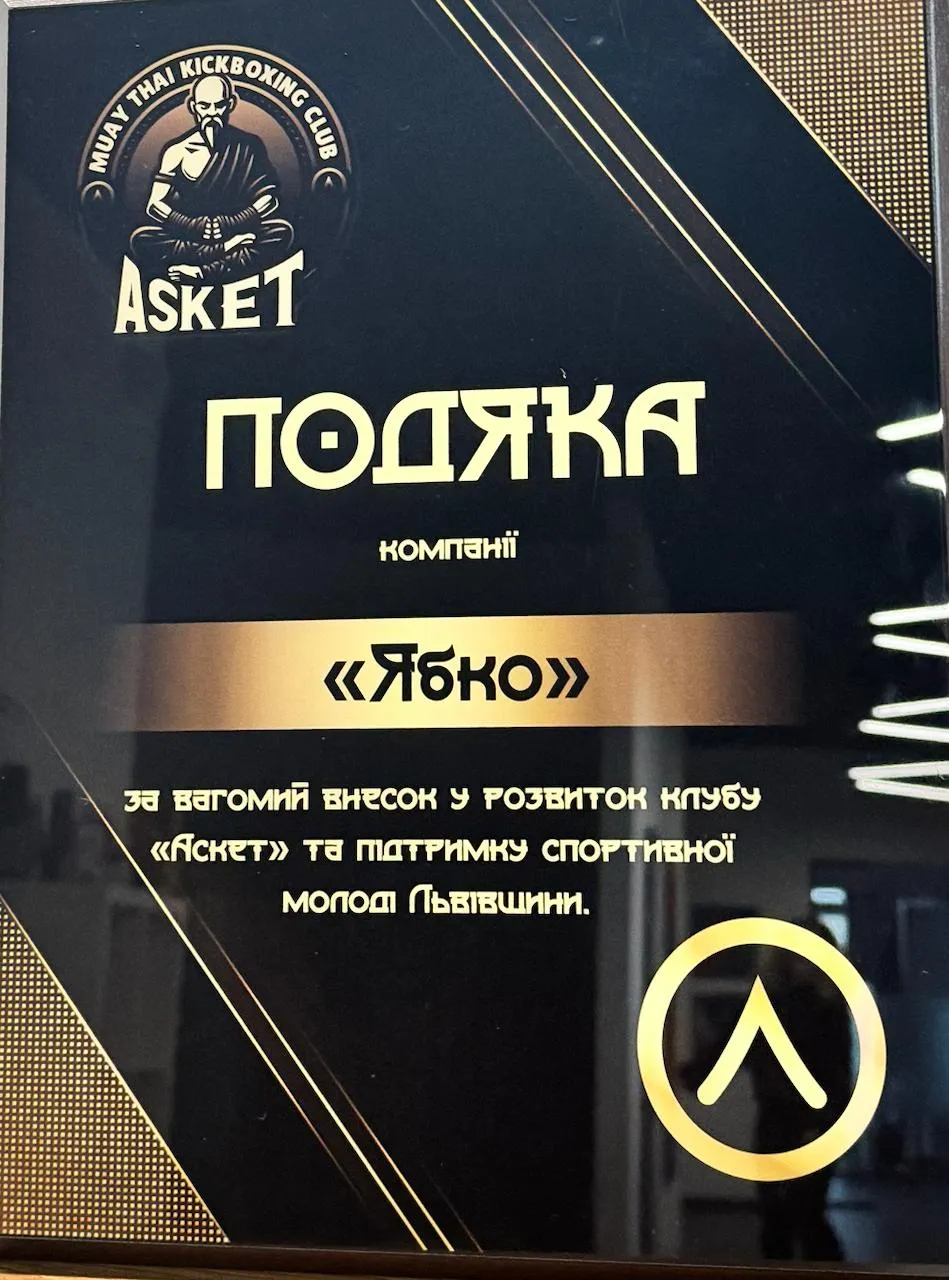 MUAY THAI KICKBOXING CLUB
ASKET
ПОДЯКА
компанії
«Ябко»
за вагомий внесок у розвиток клубу
«Аскет» та підтримку спортивної
молоді Львівщини.